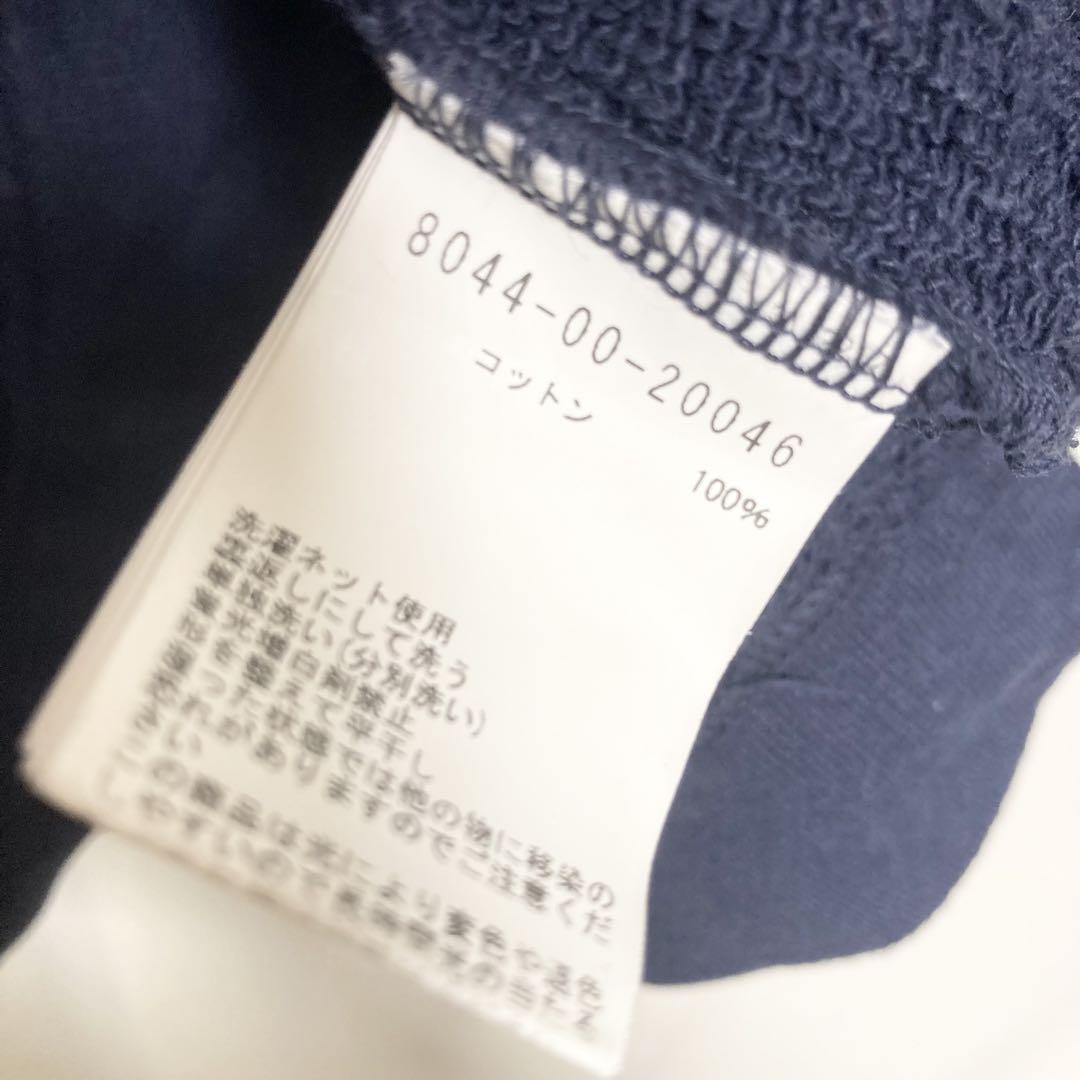 8044-00-20046
コットン
100%
洗濯ネット使用
裏返しにして洗う
単独洗い(分別洗い)
蛍光増白剤禁止
形を整えて平干し
湿った状態では他の物に移染の
恐れがありますのでご注意くだ
さい
この商品は光により変色や退色
しやすいので長時間光の当たる